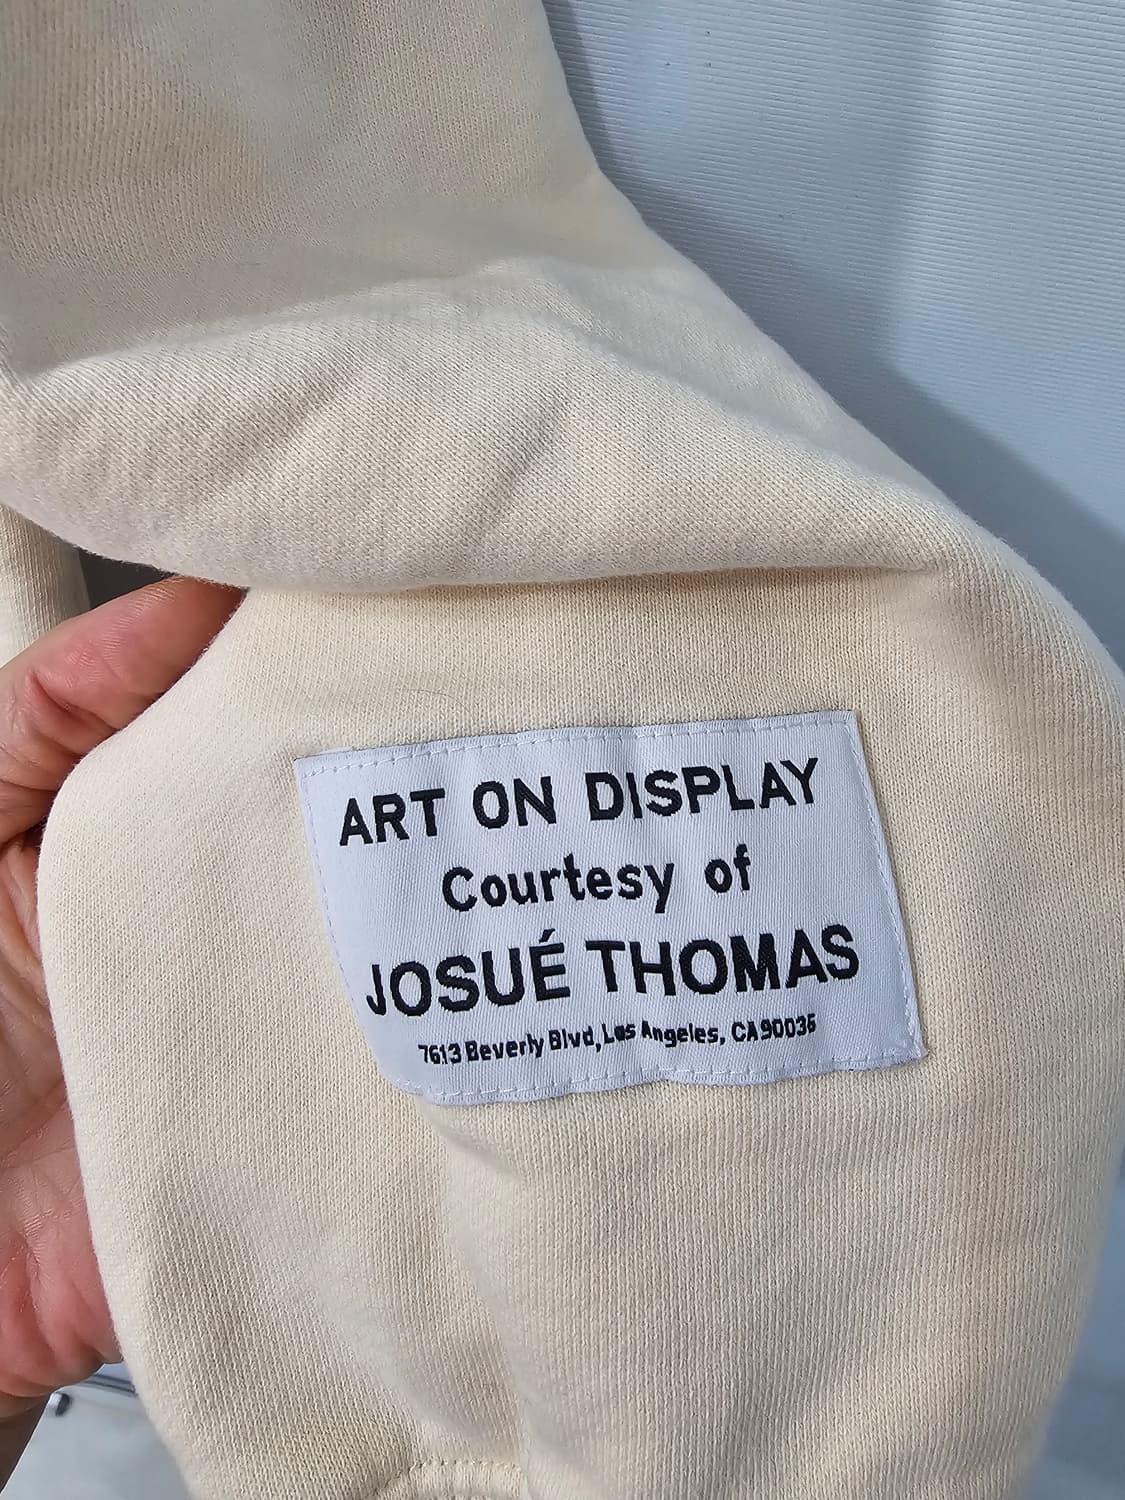 ART ON DISPLAY
Courtesy of
JOSUÉ THOMAS
7613 Beverly Blvd, Los Angeles, CA 90036